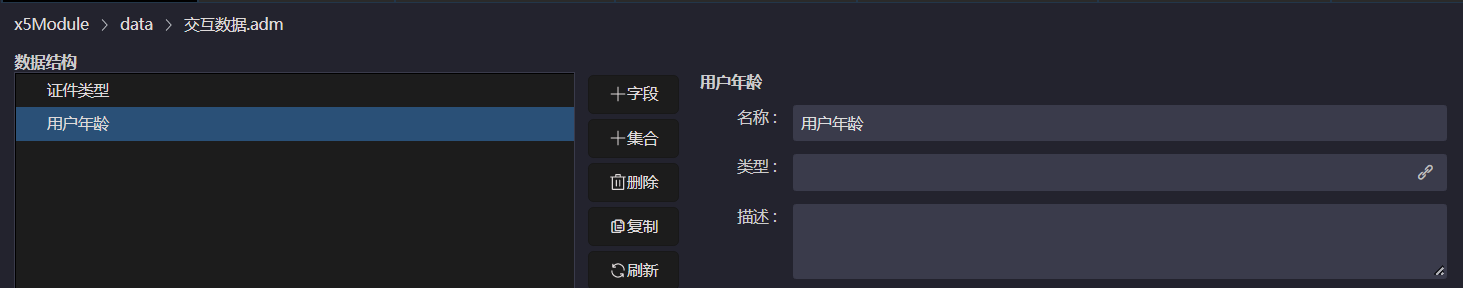 x5Module > data > 交互数据.adm
数据结构
证件类型
用户年龄
字段
集合
删除
复制
刷新
用户年龄
名称： 用户年龄
类型：
描述：